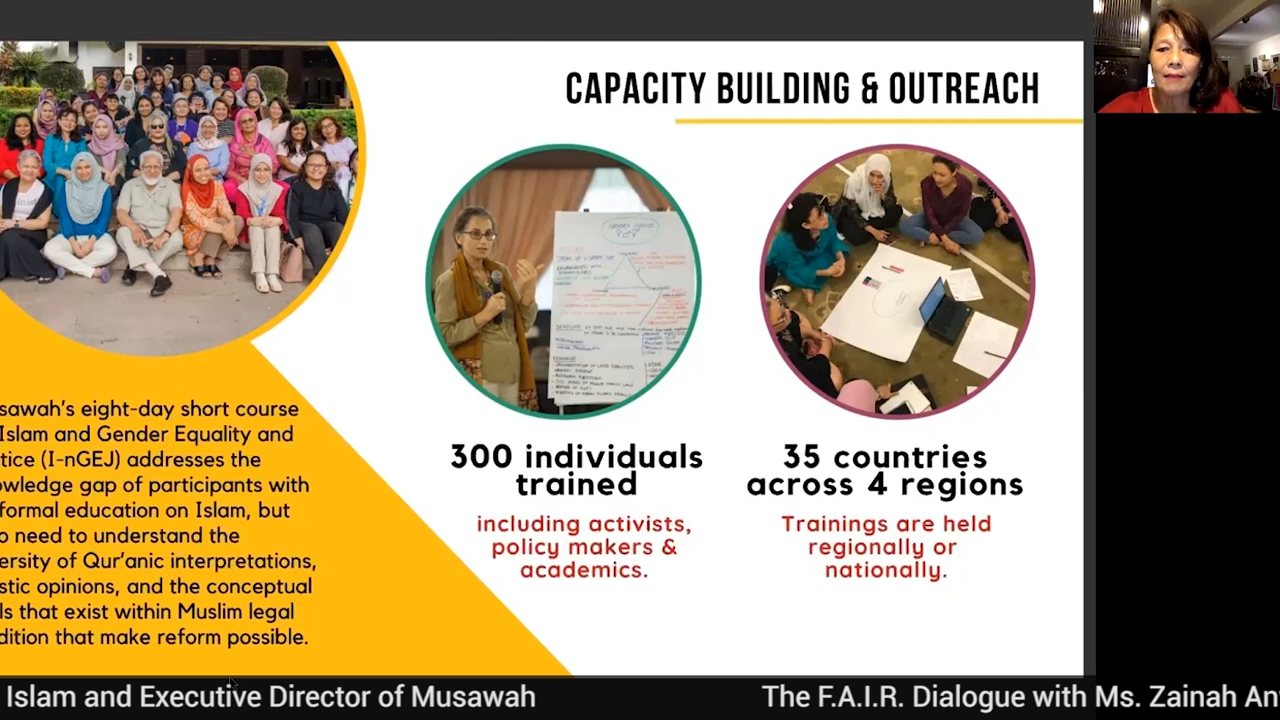 CAPACITY BUILDING & OUTREACH
sawah's eight-day short course
Islam and Gender Equality and
tice (I-nGEJ) addresses the
wledge gap of participants with
formal education on Islam, but
o need to understand the
ersity of Qur'anic interpretations,
stic opinions, and the conceptual
ls that exist within Muslim legal
dition that make reform possible.
300 individuals
trained
including activists,
policy makers &
academics.
35 countries
across 4 regions
Trainings are held
regionally or
nationally.
Islam and Executive Director of Musawah
The F.A.I.R. Dialogue with Ms. Zainah An